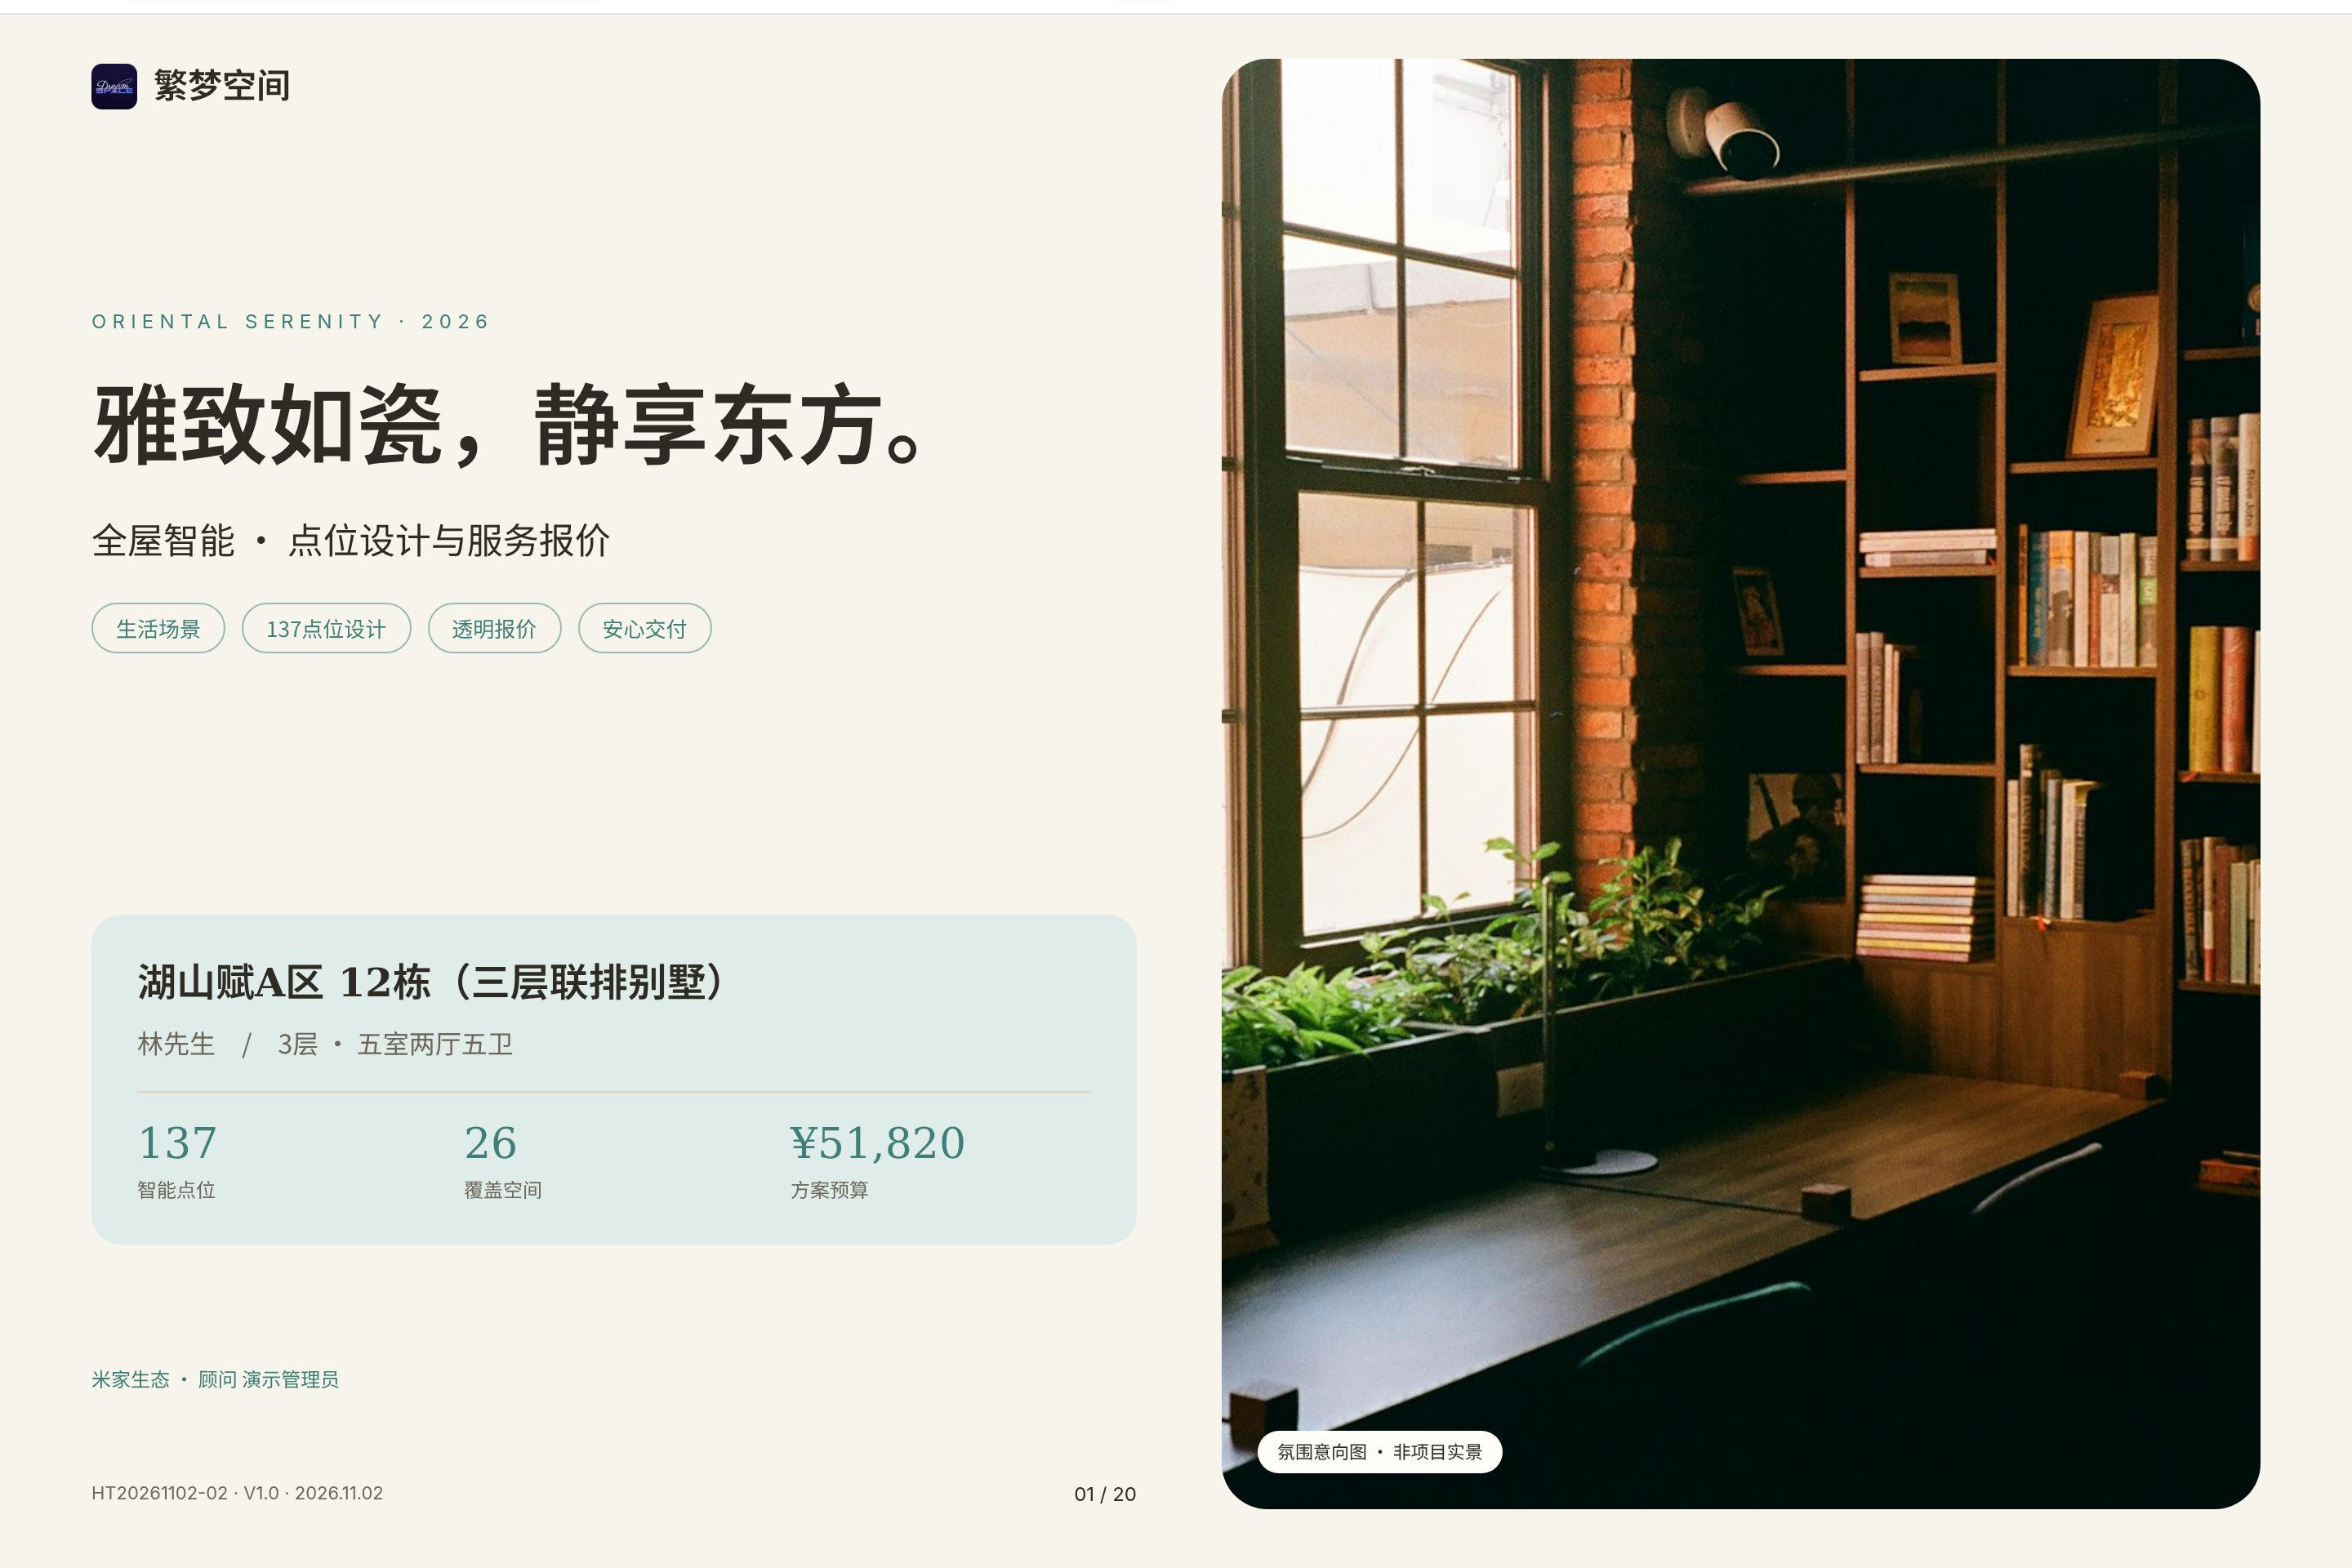 Dream
SPACE
繁梦空间
ORIENTAL SERENITY · 2026
雅致如瓷，静享东方。
全屋智能 · 点位设计与服务报价
生活场景
137点位设计
透明报价
安心交付
湖山赋A区 12栋（三层联排别墅）
林先生 / 3层 · 五室两厅五卫
137
智能点位
26
覆盖空间
¥51,820
方案预算
米家生态 · 顾问 演示管理员
HT20261102-02 · V1.0 · 2026.11.02
01 / 20
Steve Jobs
氛围意向图 · 非项目实景